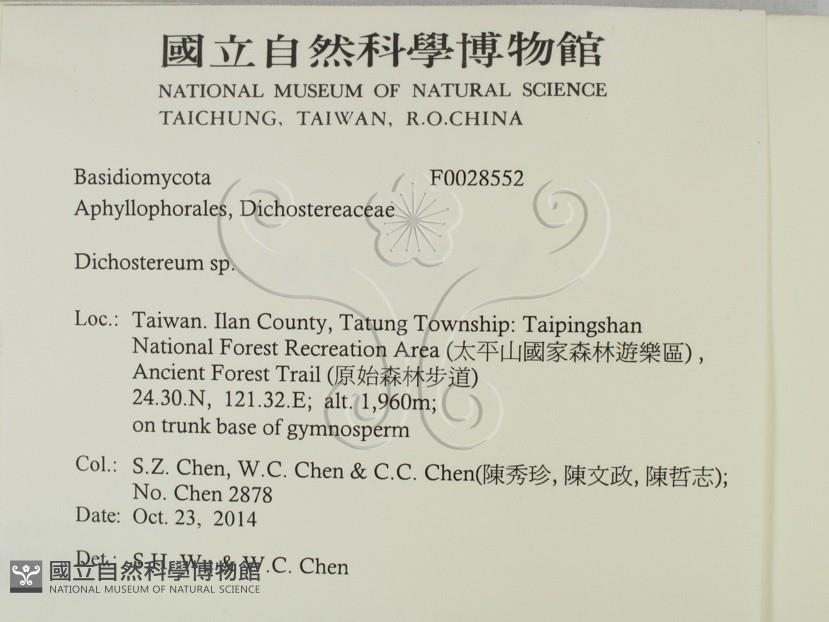 國立自然科學博物館
NATIONAL MUSEUM OF NATURAL SCIENCE
TAICHUNG, TAIWAN, R.O.CHINA
Basidiomycota F0028552
Aphyllophorales, Dichostereaceae
Dichostereum sp.
Loc.: Taiwan. Ilan County, Tatung Township: Taipingshan
National Forest Recreation Area (太平山國家森林遊樂區) ,
Ancient Forest Trail (原始森林步道)
24.30.N, 121.32.E; alt. 1,960m;
on trunk base of gymnosperm
Col.: S.Z. Chen, W.C. Chen & C.C. Chen(陳秀珍, 陳文政, 陳哲志);
No. Chen 2878
Date: Oct. 23, 2014
Det.: S.H. Wu & W.C. Chen
國立自然科學博物館
NATIONAL MUSEUM OF NATURAL SCIENCE